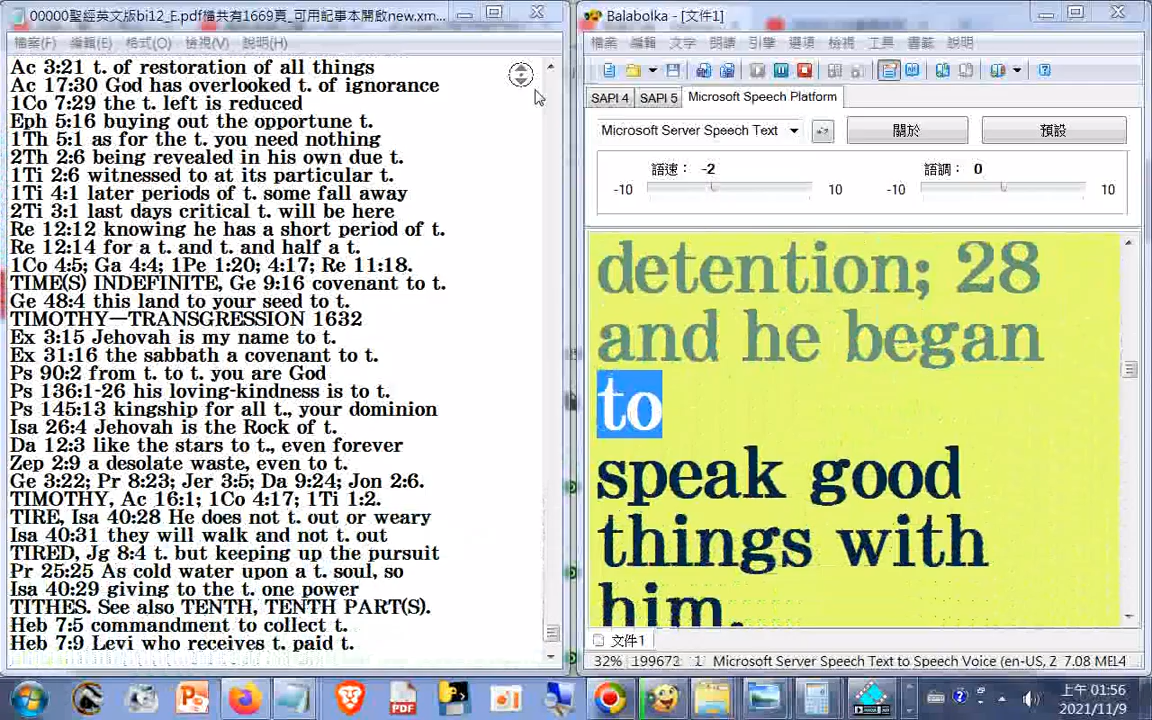 00000聖經英文版bi12_E.pdf檔共有1669頁_可用記事本開啟new.xm...
檔案(F) 編輯(E) 格式(O) 檢視(V) 說明(H)
Ac 3:21 t. of restoration of all things
Ac 17:30 God has overlooked t. of ignorance
1Co 7:29 the t. left is reduced
Eph 5:16 buying out the opportune t.
1Th 5:1 as for the t. you need nothing
2Th 2:6 being revealed in his own due t.
1Ti 2:6 witnessed to at its particular t.
1Ti 4:1 later periods of t. some fall away
2Ti 3:1 last days critical t. will be here
Re 12:12 knowing he has a short period of t.
Re 12:14 for a t. and t. and half a t.
1Co 4:5; Ga 4:4; 1Pe 1:20; 4:17; Re 11:18.
TIME(S) INDEFINITE, Ge 9:16 covenant to t.
Ge 48:4 this land to your seed to t.
TIMOTHY—TRANSGRESSION 1632
Ex 3:15 Jehovah is my name to t.
Ex 31:16 the sabbath a covenant to t.
Ps 90:2 from t. to t. you are God
Ps 136:1-26 his loving-kindness is to t.
Ps 145:13 kingship for all t., your dominion
Isa 26:4 Jehovah is the Rock of t.
Da 12:3 like the stars to t., even forever
Zep 2:9 a desolate waste, even to t.
Ge 3:22; Pr 8:23; Jer 3:5; Da 9:24; Jon 2:6.
TIMOTHY, Ac 16:1; 1Co 4:17; 1Ti 1:2.
TIRE, Isa 40:28 He does not t. out or weary
Isa 40:31 they will walk and not t. out
TIRED, Jg 8:4 t. but keeping up the pursuit
Pr 25:25 As cold water upon a t. soul, so
Isa 40:29 giving to the t. one power
TITHES. See also TENTH, TENTH PART(S).
Heb 7:5 commandment to collect t.
Heb 7:9 Levi who receives t. paid t.
Balabolka - [文件1]
檔案 編輯 文字 朗讀 引擎 選項 檢視 工具 書籤 說明
SAPI 4 SAPI 5 Microsoft Speech Platform
Microsoft Server Speech Text 關於 預設
語速： -2 語調： 0
-10 10 -10 10
detention; 28
and he began
to
speak good
things with
him.
文件1
32% 199672 Microsoft Server Speech Text to Speech Voice (en-US, Z 7.08 ME
PDF
上午 01:56
2021/11/9